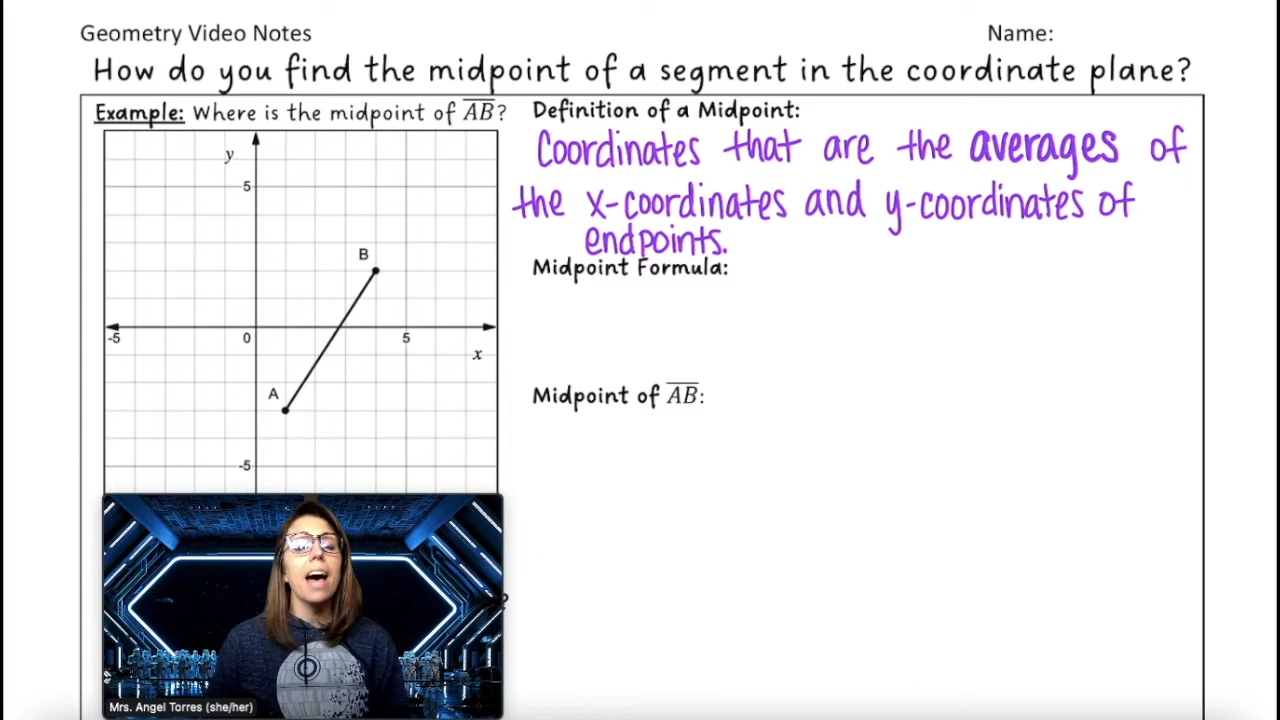 Geometry Video Notes Name:
How do you find the midpoint of a segment in the coordinate plane?
Example: Where is the midpoint of AB?
y
5
B
-5 0 5
x
A
-5
Definition of a Midpoint:
Coordinates that are the averages of
the x-coordinates and y-coordinates of
endpoints.
Midpoint Formula:
Midpoint of AB:
?
Mrs. Angel Torres (she/her)